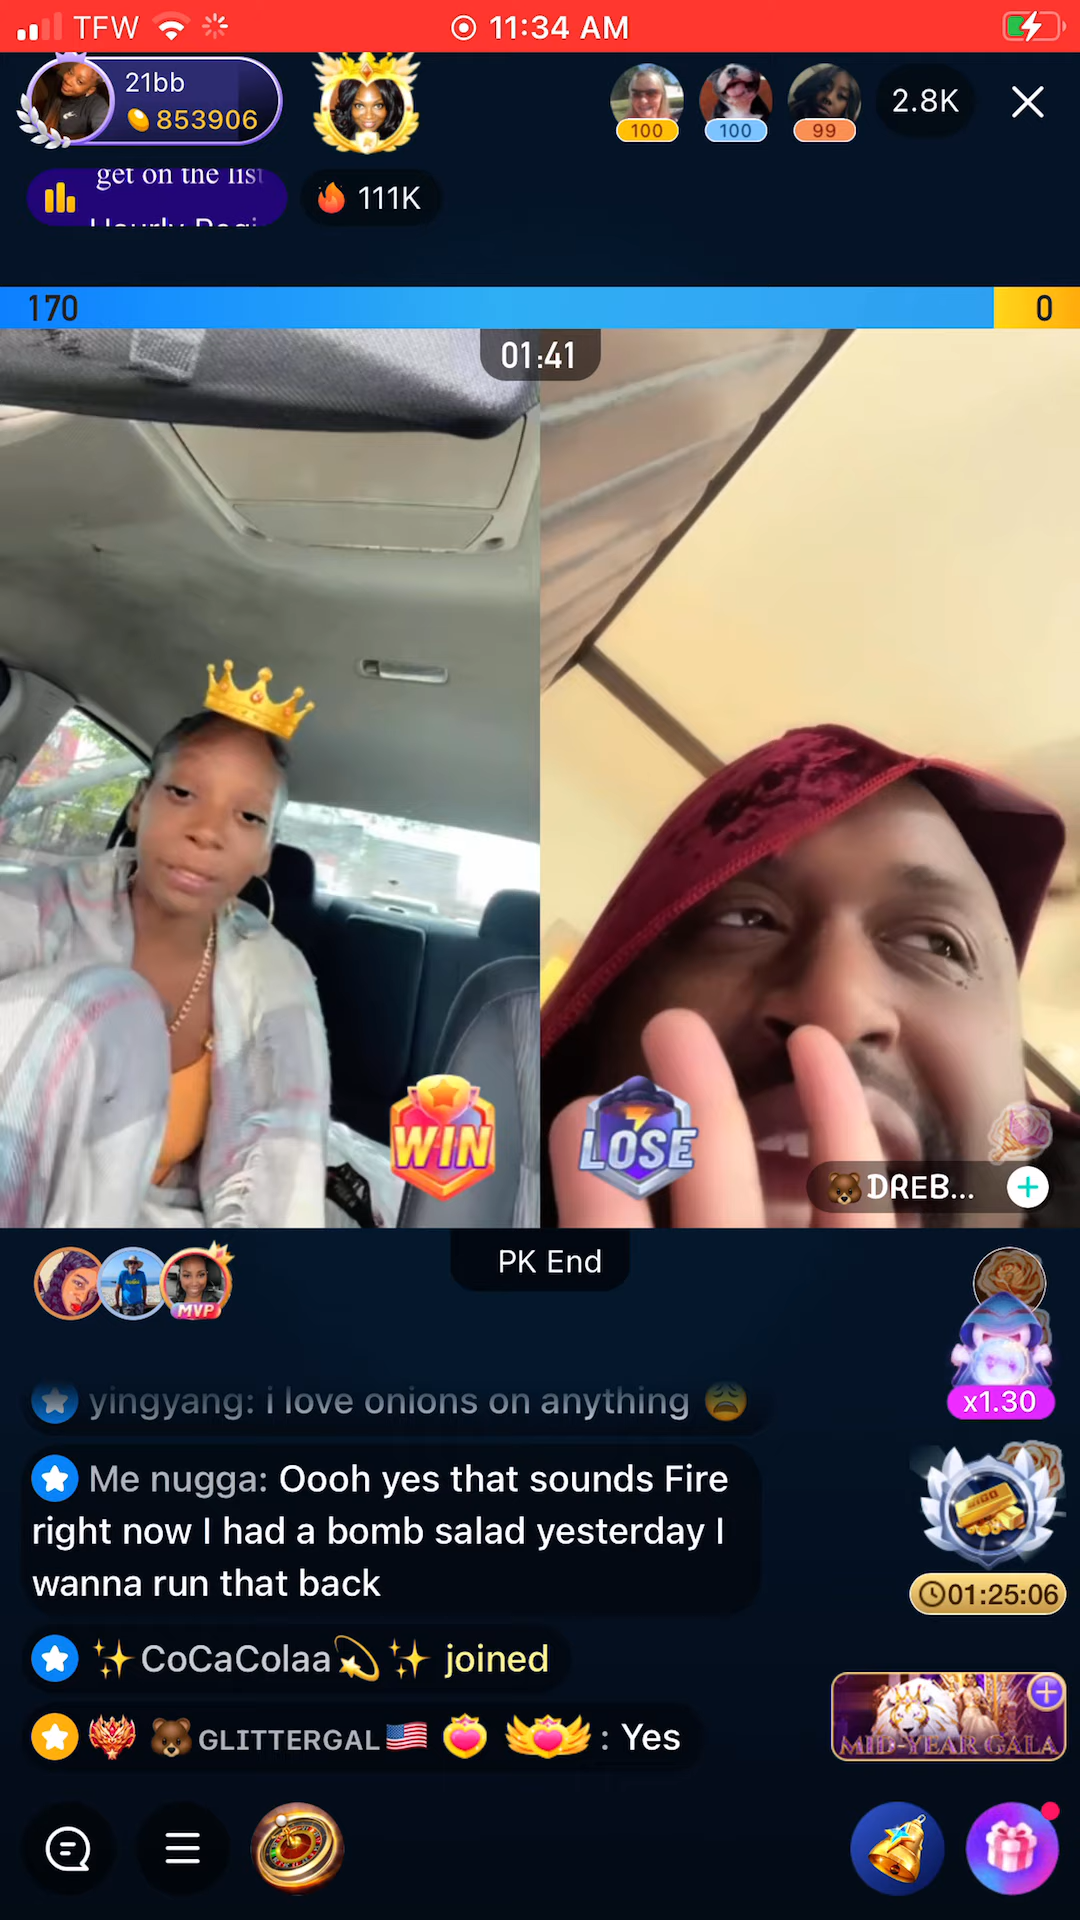 TFW
11:34 AM
21bb
853906
100
100
99
2.8K
get on the list
111K
170
0
01:41
WIN
LOSE
🐻DREB...
PK End
MVP
yingyang: i love onions on anything 😩
x1.30
Me nugga: Oooh yes that sounds Fire
right now I had a bomb salad yesterday I
wanna run that back
01:25:06
✨CoCaColaa💫✨ joined
🐻GLITTERGAL🇺🇸 : Yes
MID-YEAR GALA